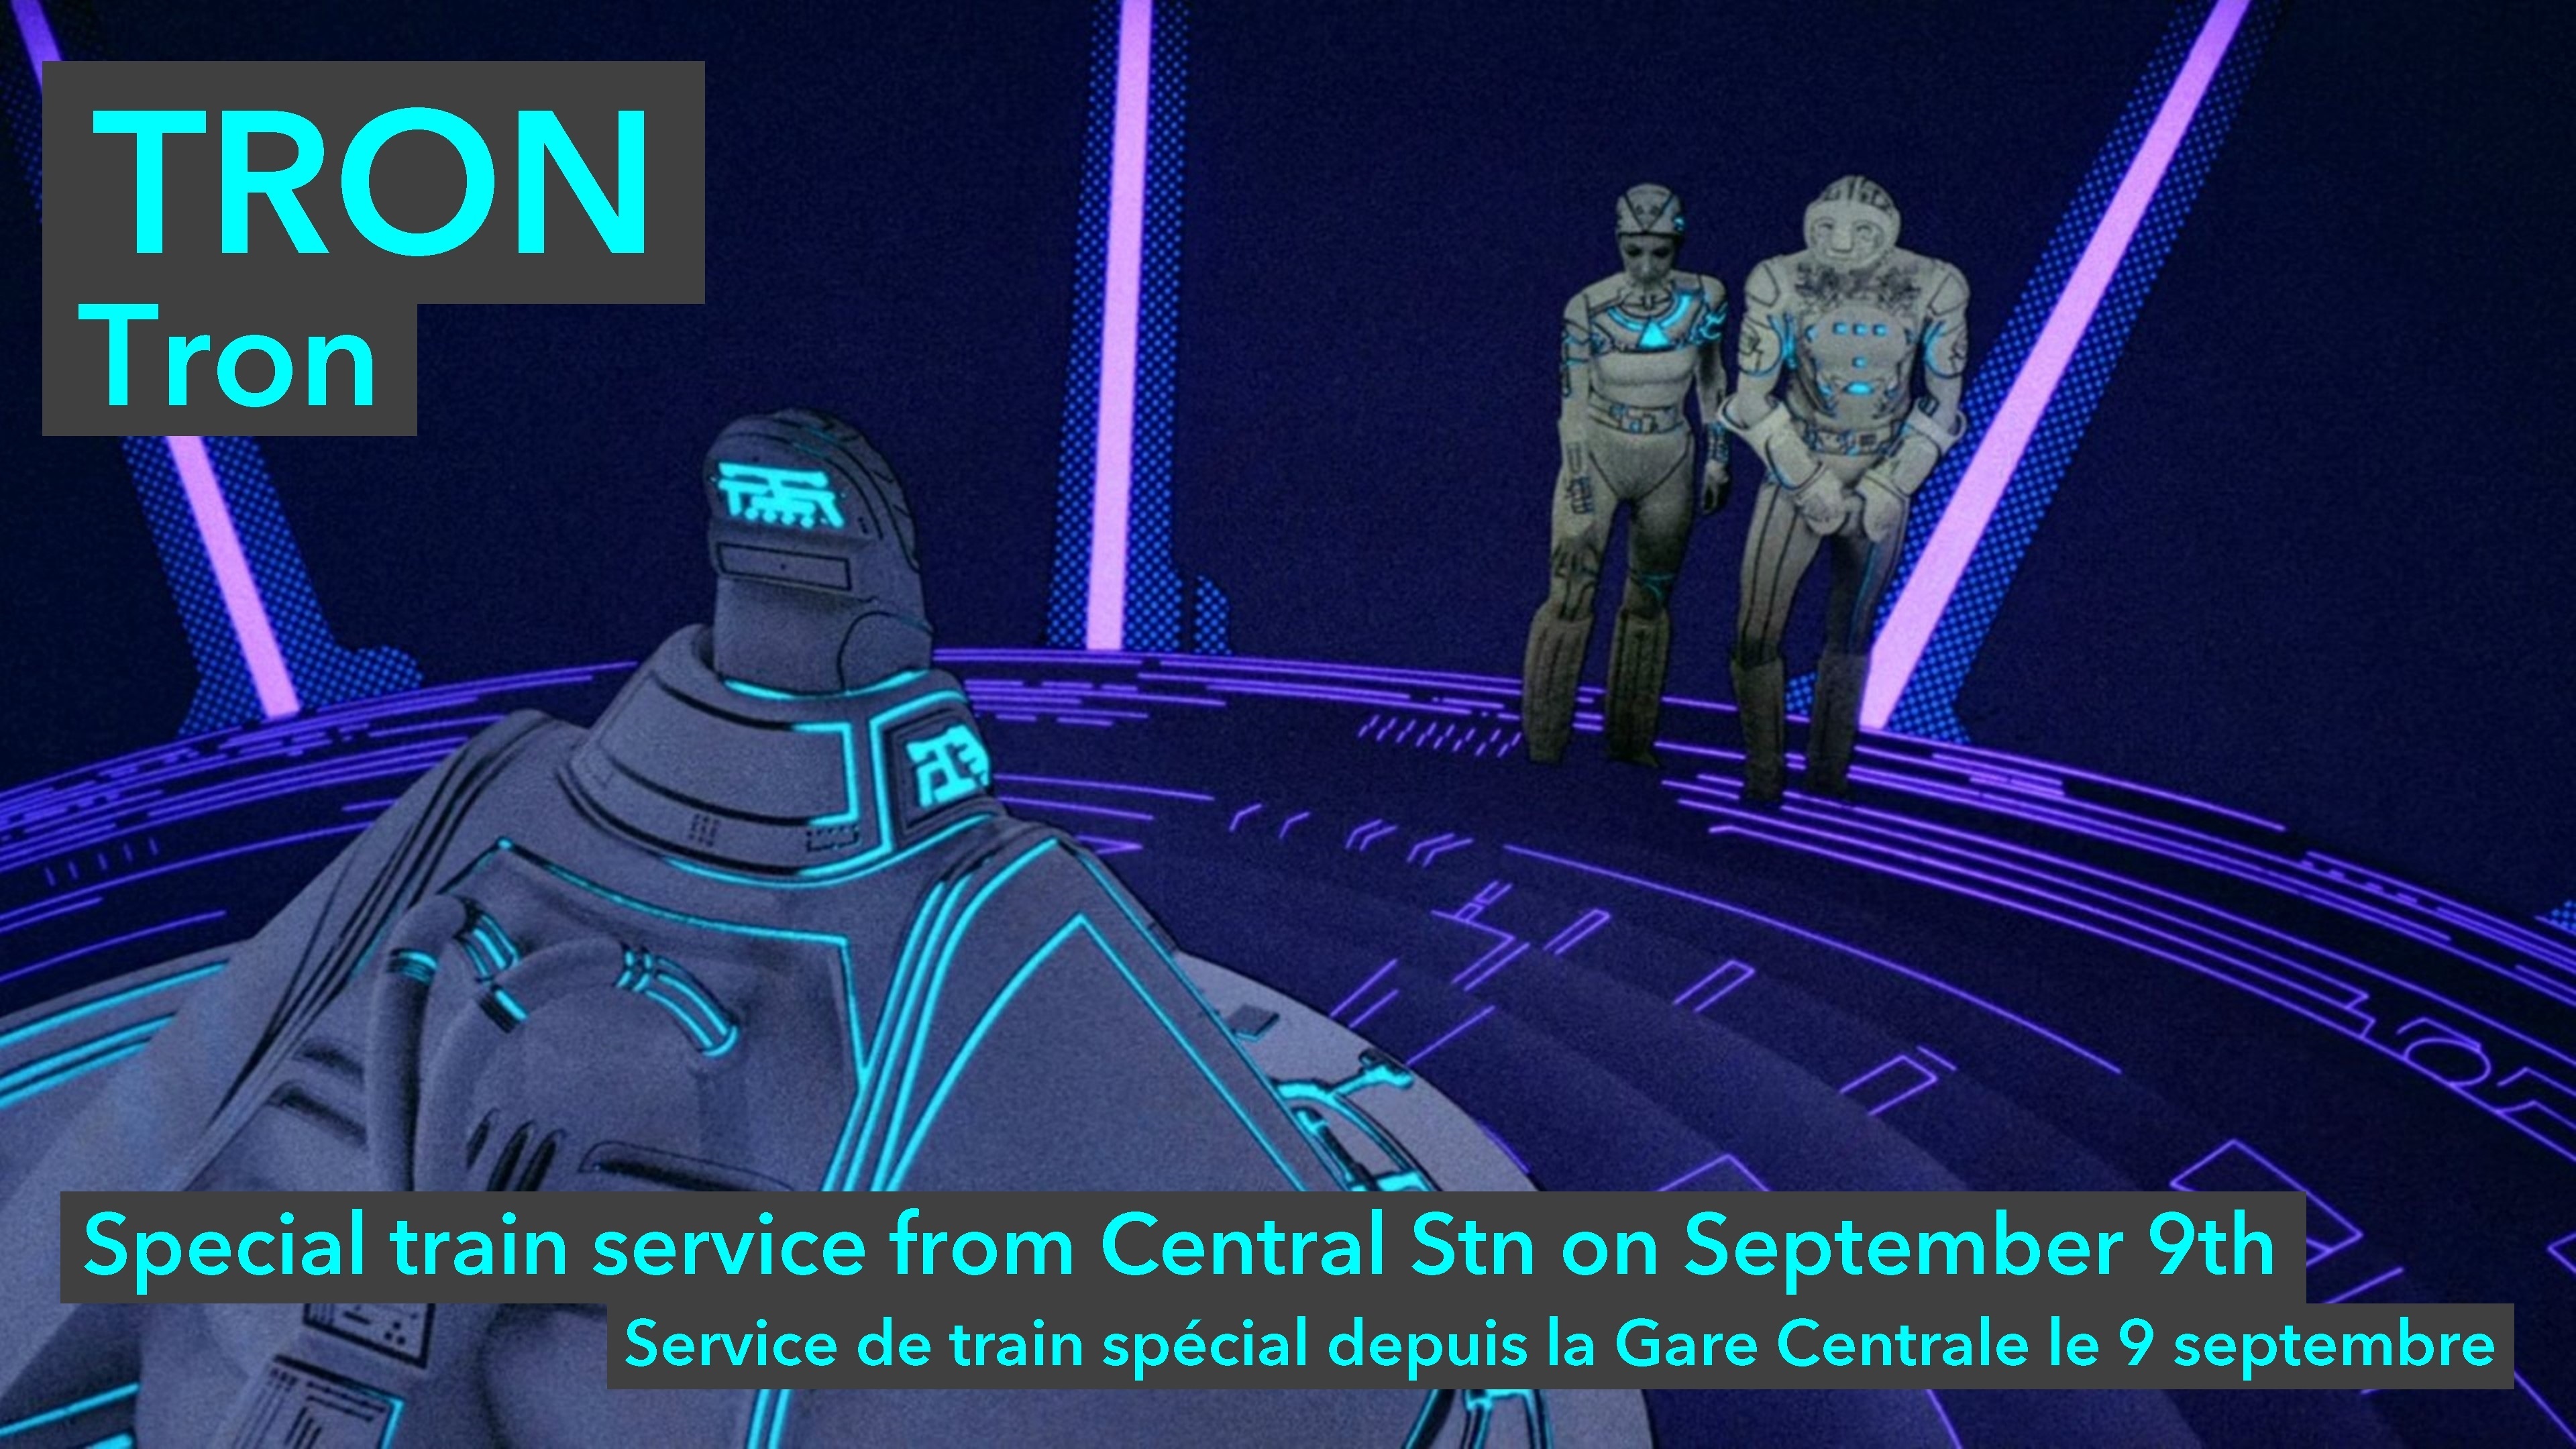 TRON
Tron
Special train service from Central Stn on September 9th
Service de train spécial depuis la Gare Centrale le 9 septembre